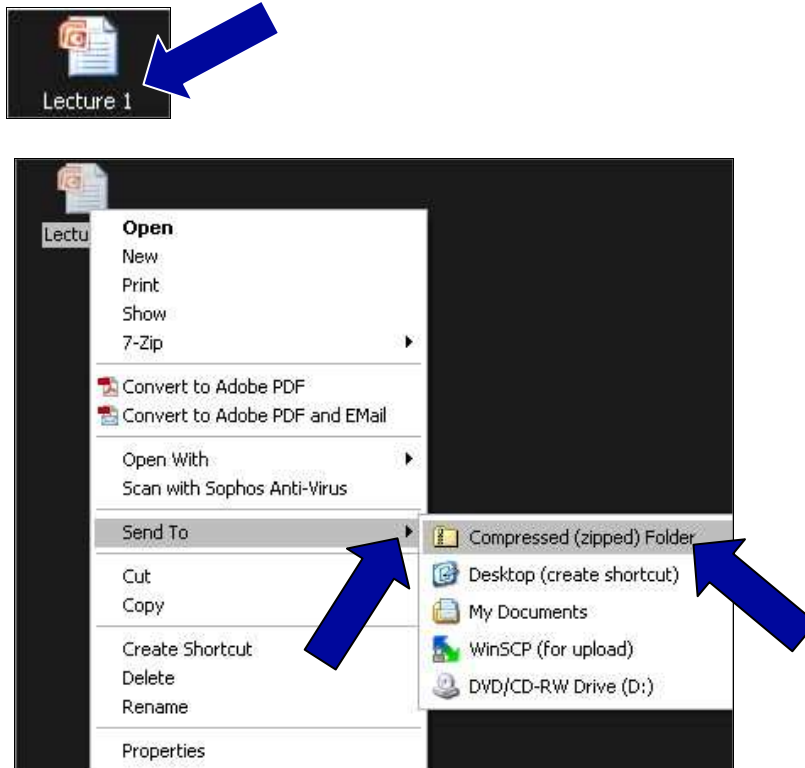 Lecture 1
Lectu
Open
New
Print
Show
7-Zip
Convert to Adobe PDF
Convert to Adobe PDF and EMail
Open With
Scan with Sophos Anti-Virus
Send To
Cut
Copy
Create Shortcut
Delete
Rename
Properties
Compressed (zipped) Folder
Desktop (create shortcut)
My Documents
WinSCP (for upload)
DVD/CD-RW Drive (D:)